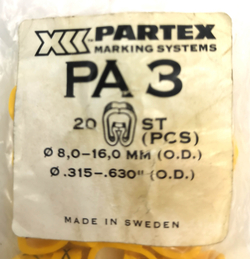 PARTEX
MARKING SYSTEMS
PA 3
20 ST
(PCS)
Ø 8,0-16,0 MM (O.D.)
Ø .315-.630" (O.D.)
MADE IN SWEDEN